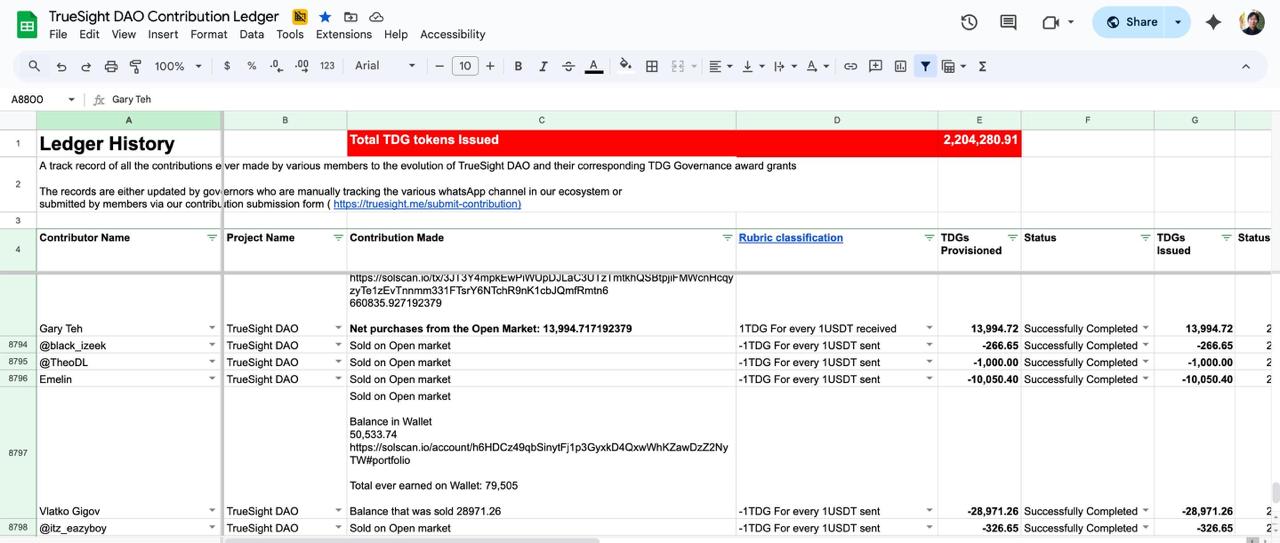 TrueSight DAO Contribution Ledger
File Edit View Insert Format Data Tools Extensions Help Accessibility
Share
100% $ % .0 .00 123 Arial 10 B I A
A8800 Gary Teh
A B C D E F G
1 Ledger History Total TDG tokens Issued 2,204,280.91
2 A track record of all the contributions ever made by various members to the evolution of TrueSight DAO and their corresponding TDG Governance award grants
The records are either updated by governors who are manually tracking the various whatsApp channel in our ecosystem or
submitted by members via our contribution submission form ( https://truesight.me/submit-contribution)
3
4 Contributor Name Project Name Contribution Made Rubric classification TDGs Provisioned Status TDGs Issued Status
zyTe1zEvTnnmm331FTsrY6NTchR9nK1cbJQmfRmtn6
660835.927192379
Gary Teh TrueSight DAO Net purchases from the Open Market: 13,994.717192379 1TDG For every 1USDT received 13,994.72 Successfully Completed 13,994.72 2
8794 @black_izeek TrueSight DAO Sold on Open market -1TDG For every 1USDT sent -266.65 Successfully Completed -266.65 2
8795 @TheoDL TrueSight DAO Sold on Open market -1TDG For every 1USDT sent -1,000.00 Successfully Completed -1,000.00 2
8796 Emelin TrueSight DAO Sold on Open market -1TDG For every 1USDT sent -10,050.40 Successfully Completed -10,050.40 2
Sold on Open market
Balance in Wallet
50,533.74
8797 https://solscan.io/account/h6HDCz49qbSinytFj1p3GyxkD4QxwWhKZawDzZ2Ny
TW#portfolio
Total ever earned on Wallet: 79,505
Vlatko Gigov TrueSight DAO Balance that was sold 28971.26 -1TDG For every 1USDT sent -28,971.26 Successfully Completed -28,971.26 2
8798 @itz_eazyboy TrueSight DAO Sold on Open market -1TDG For every 1USDT sent -326.65 Successfully Completed -326.65 2